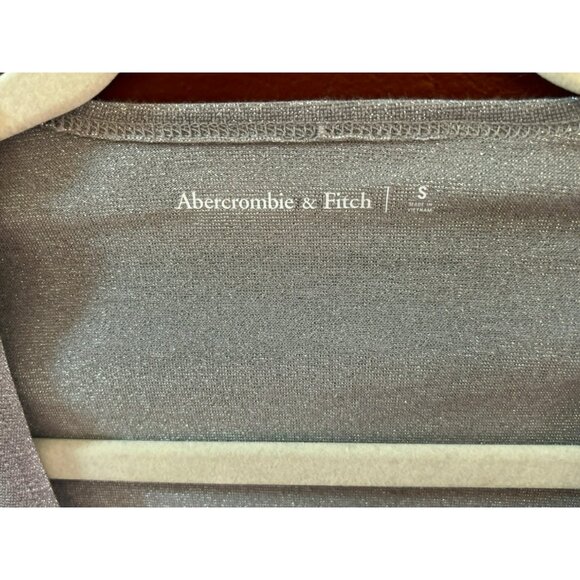 Abercrombie & Fitch | S
MADE IN
VIETNAM